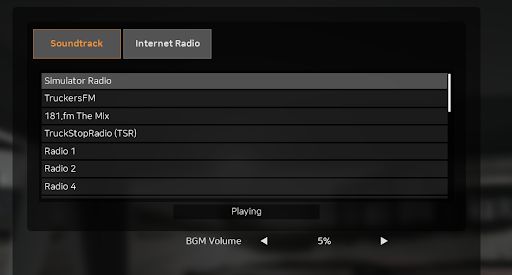 Soundtrack Internet Radio
Simulator Radio
TruckersFM
181.fm The Mix
TruckStopRadio (TSR)
Radio 1
Radio 2
Radio 4
Playing
BGM Volume ◀ 5% ▶